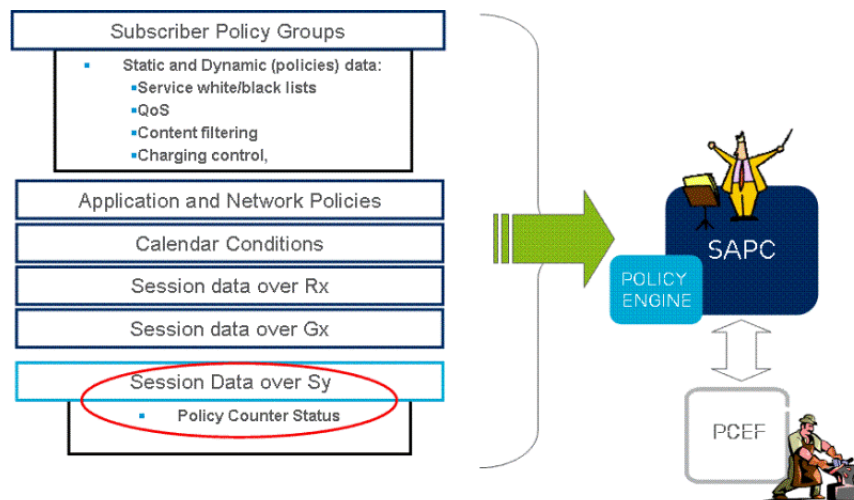 Subscriber Policy Groups
Static and Dynamic (policies) data:
Service white/black lists
QoS
Content filtering
Charging control,
Application and Network Policies
Calendar Conditions
Session data over Rx
Session data over Gx
Session Data over Sy
Policy Counter Status
SAPC
POLICY
ENGINE
PCEF